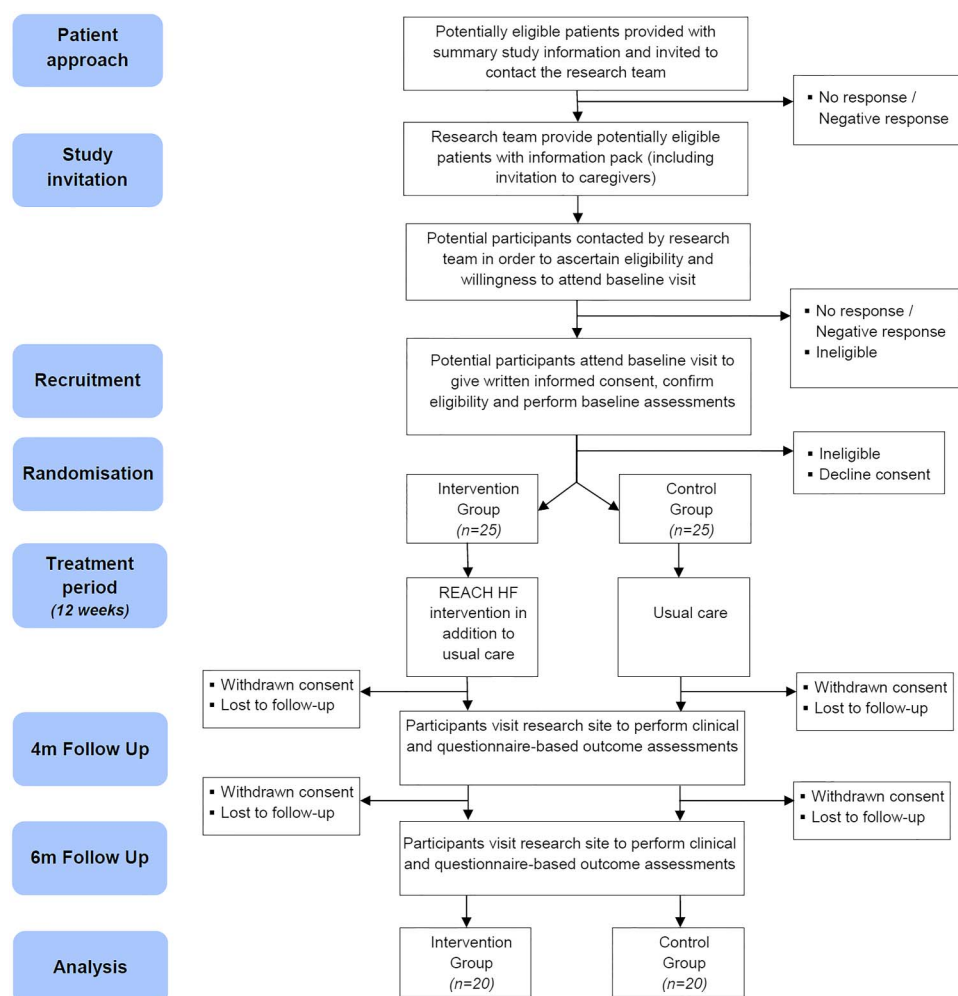 Patient
approach
Potentially eligible patients provided with
summary study information and invited to
contact the research team
▪ No response /
Negative response
Study
invitation
Research team provide potentially eligible
patients with information pack (including
invitation to caregivers)
Potential participants contacted by research
team in order to ascertain eligibility and
willingness to attend baseline visit
▪ No response /
Negative response
▪ Ineligible
Recruitment
Potential participants attend baseline visit to
give written informed consent, confirm
eligibility and perform baseline assessments
▪ Ineligible
▪ Decline consent
Randomisation
Intervention
Group
(n=25)
Control
Group
(n=25)
Treatment
period
(12 weeks)
REACH HF
intervention in
addition to
usual care
Usual care
▪ Withdrawn consent
▪ Lost to follow-up
▪ Withdrawn consent
▪ Lost to follow-up
4m Follow Up
Participants visit research site to perform clinical
and questionnaire-based outcome assessments
▪ Withdrawn consent
▪ Lost to follow-up
▪ Withdrawn consent
▪ Lost to follow-up
6m Follow Up
Participants visit research site to perform clinical
and questionnaire-based outcome assessments
Analysis
Intervention
Group
(n=20)
Control
Group
(n=20)